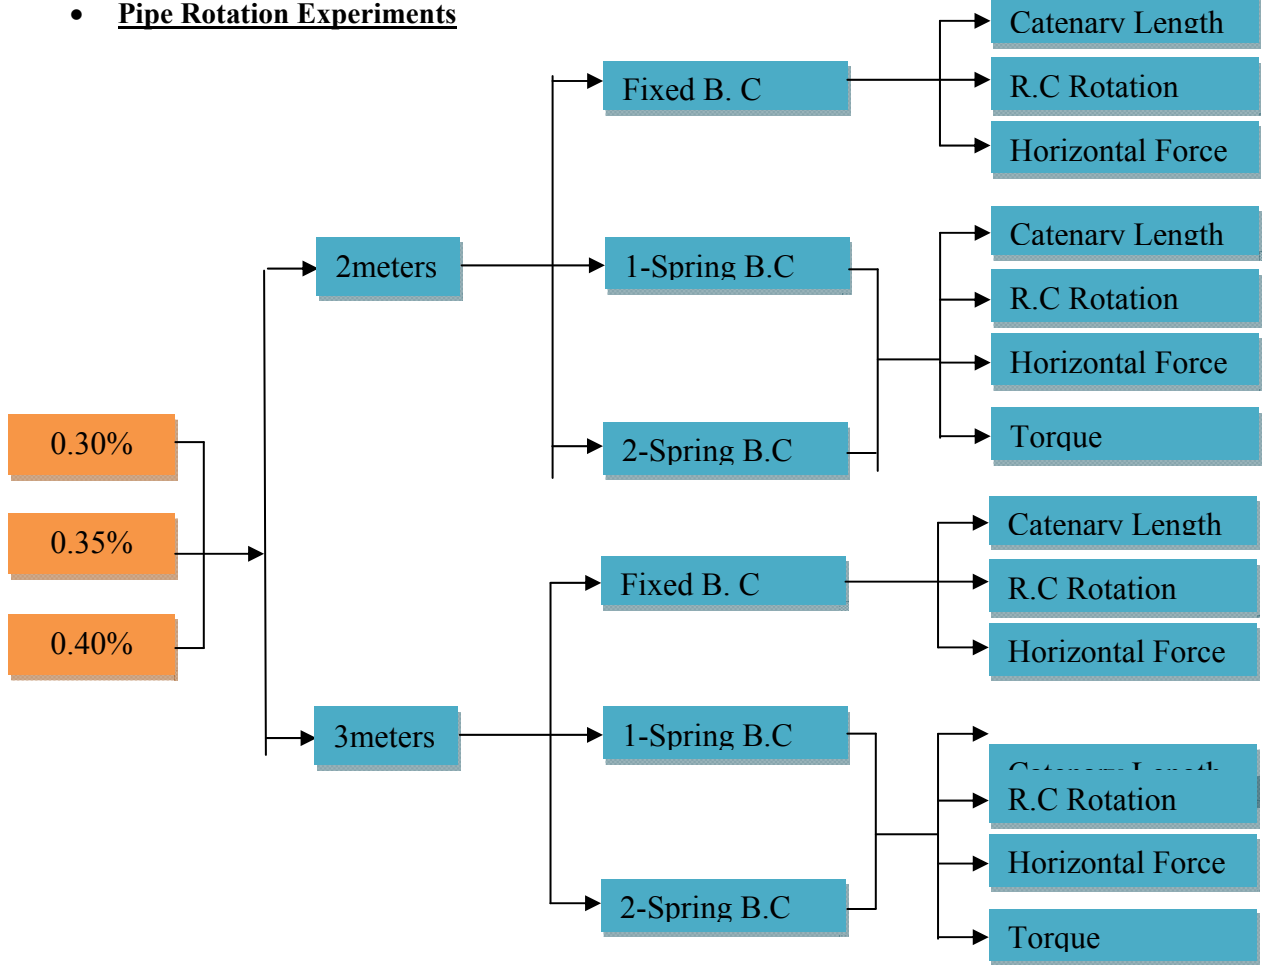 • Pipe Rotation Experiments
Catenary Length
Fixed B. C
R.C Rotation
Horizontal Force
Catenary Length
2meters
1-Spring B.C
R.C Rotation
Horizontal Force
0.30%
2-Spring B.C
Torque
0.35%
Catenary Length
Fixed B. C
R.C Rotation
0.40%
Horizontal Force
3meters
1-Spring B.C
Catenary Length
R.C Rotation
Horizontal Force
2-Spring B.C
Torque